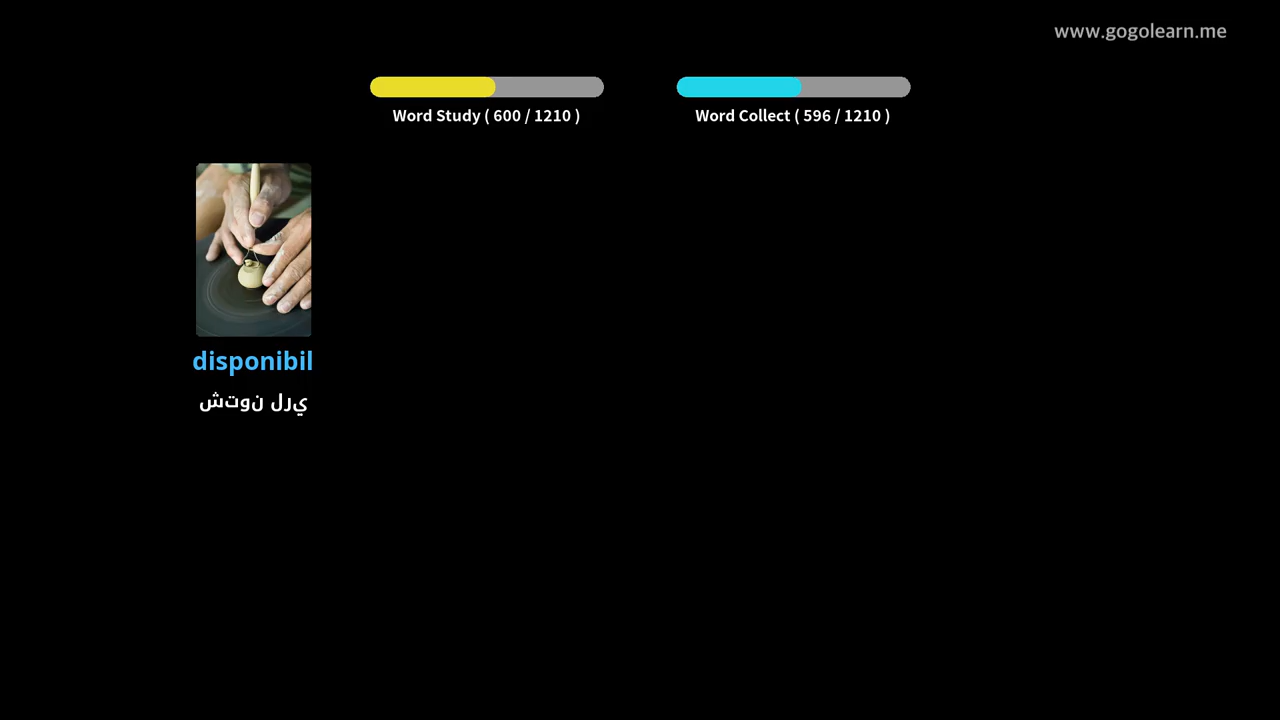 www.gogolearn.me
Word Study ( 600 / 1210 )
Word Collect ( 596 / 1210 )
disponibil
يرل نوتش